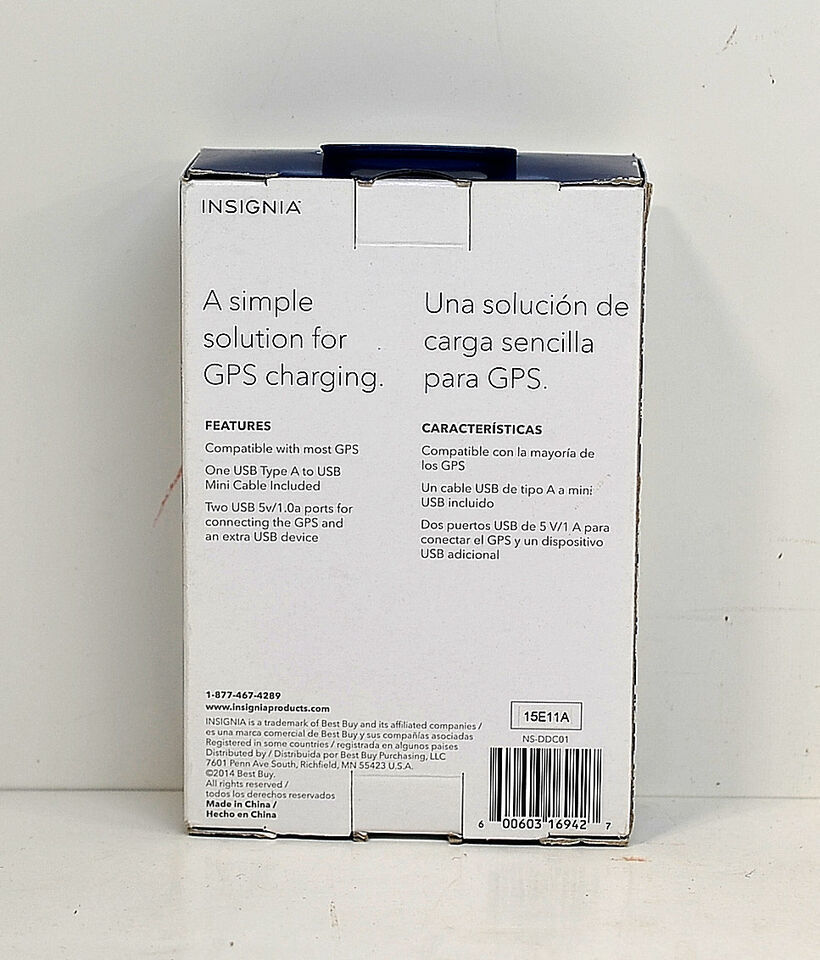 INSIGNIA™
A simple
solution for
GPS charging.
FEATURES
Compatible with most GPS
One USB Type A to USB
Mini Cable Included
Two USB 5v/1.0a ports for
connecting the GPS and
an extra USB device
Una solución de
carga sencilla
para GPS.
CARACTERÍSTICAS
Compatible con la mayoría de
los GPS
Un cable USB de tipo A a mini
USB incluido
Dos puertos USB de 5 V/1 A para
conectar el GPS y un dispositivo
USB adicional
1-877-467-4289
www.insigniaproducts.com
INSIGNIA is a trademark of Best Buy and its affiliated companies /
es una marca comercial de Best Buy y sus compañías asociadas
Registered in some countries / registrada en algunos países
Distributed by / Distribuida por Best Buy Purchasing, LLC
7601 Penn Ave South, Richfield, MN 55423 U.S.A.
©2014 Best Buy.
All rights reserved /
todos los derechos reservados
Made in China /
Hecho en China
15E11A
NS-DDC01
6 00603 16942 7